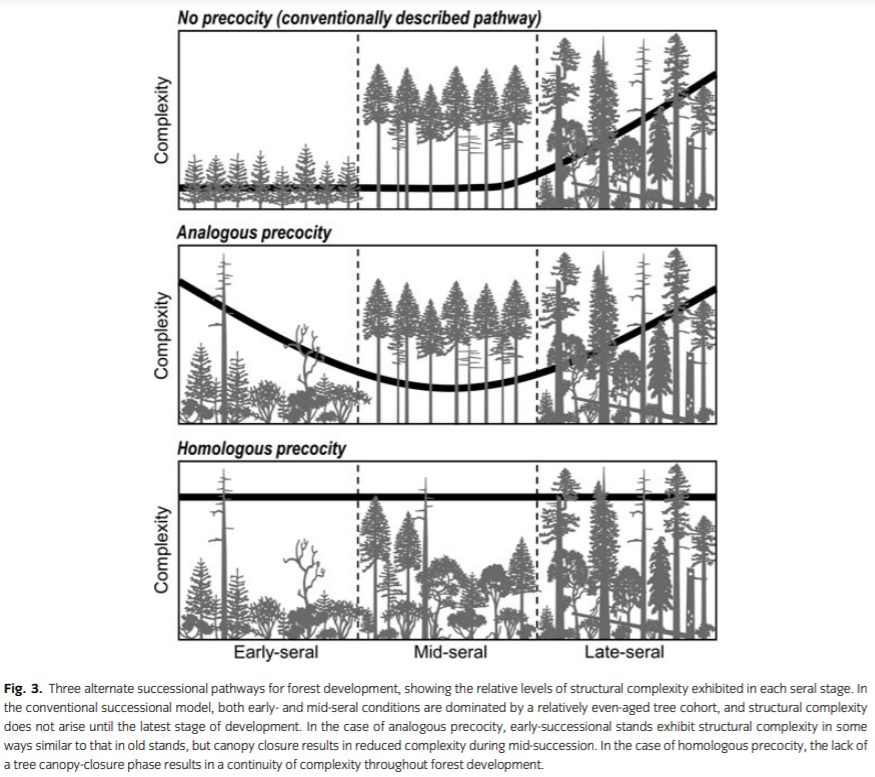 No precocity (conventionally described pathway)
Complexity
Analogous precocity
Complexity
Homologous precocity
Complexity
Early-seral Mid-seral Late-seral
Fig. 3. Three alternate successional pathways for forest development, showing the relative levels of structural complexity exhibited in each seral stage. In
the conventional successional model, both early- and mid-seral conditions are dominated by a relatively even-aged tree cohort, and structural complexity
does not arise until the latest stage of development. In the case of analogous precocity, early-successional stands exhibit structural complexity in some
ways similar to that in old stands, but canopy closure results in reduced complexity during mid-succession. In the case of homologous precocity, the lack of
a tree canopy-closure phase results in a continuity of complexity throughout forest development.